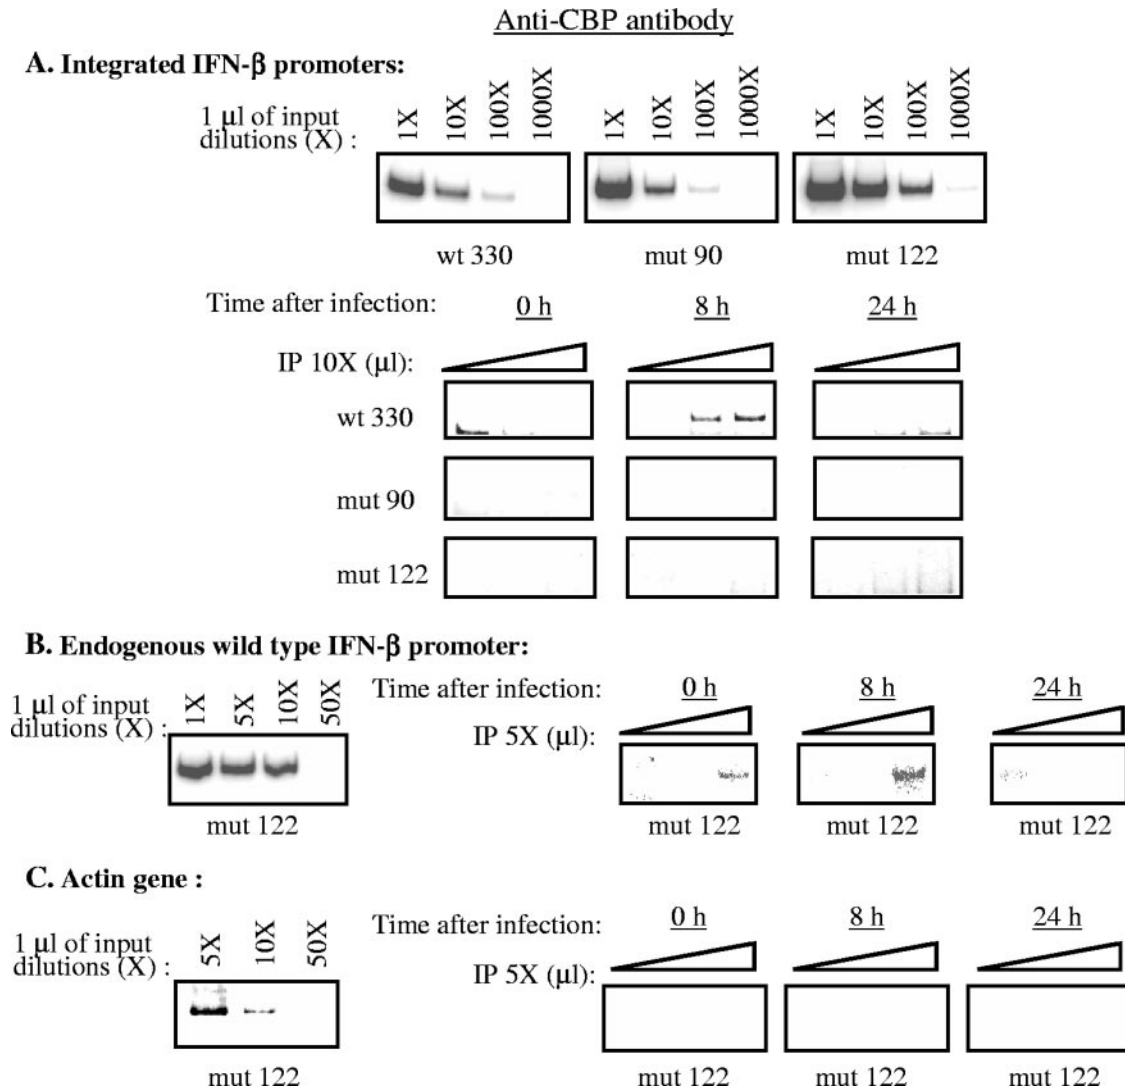 Anti-CBP antibody
A. Integrated IFN-β promoters:
1 µl of input
dilutions (X) :
1X 10X 100X 1000X 1X 10X 100X 1000X 1X 10X 100X 1000X
wt 330 mut 90 mut 122
Time after infection: 0 h 8 h 24 h
IP 10X (µl):
wt 330
mut 90
mut 122
B. Endogenous wild type IFN-β promoter:
1 µl of input
dilutions (X) :
1X 5X 10X 50X
mut 122
Time after infection: 0 h 8 h 24 h
IP 5X (µl):
mut 122 mut 122 mut 122
C. Actin gene :
1 µl of input
dilutions (X) :
5X 10X 50X
mut 122
Time after infection: 0 h 8 h 24 h
IP 5X (µl):
mut 122 mut 122 mut 122